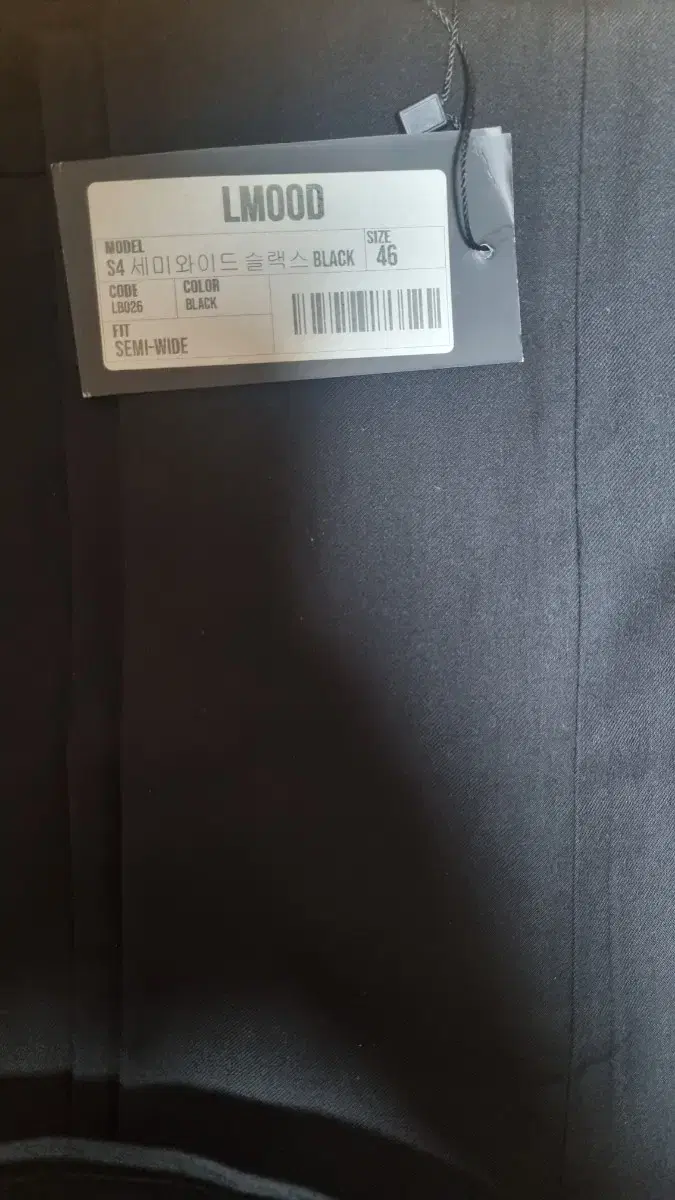 LMOOD
MODEL
S4 세미와이드 슬랙스 BLACK
SIZE
46
CODE
LB026
COLOR
BLACK
FIT
SEMI-WIDE